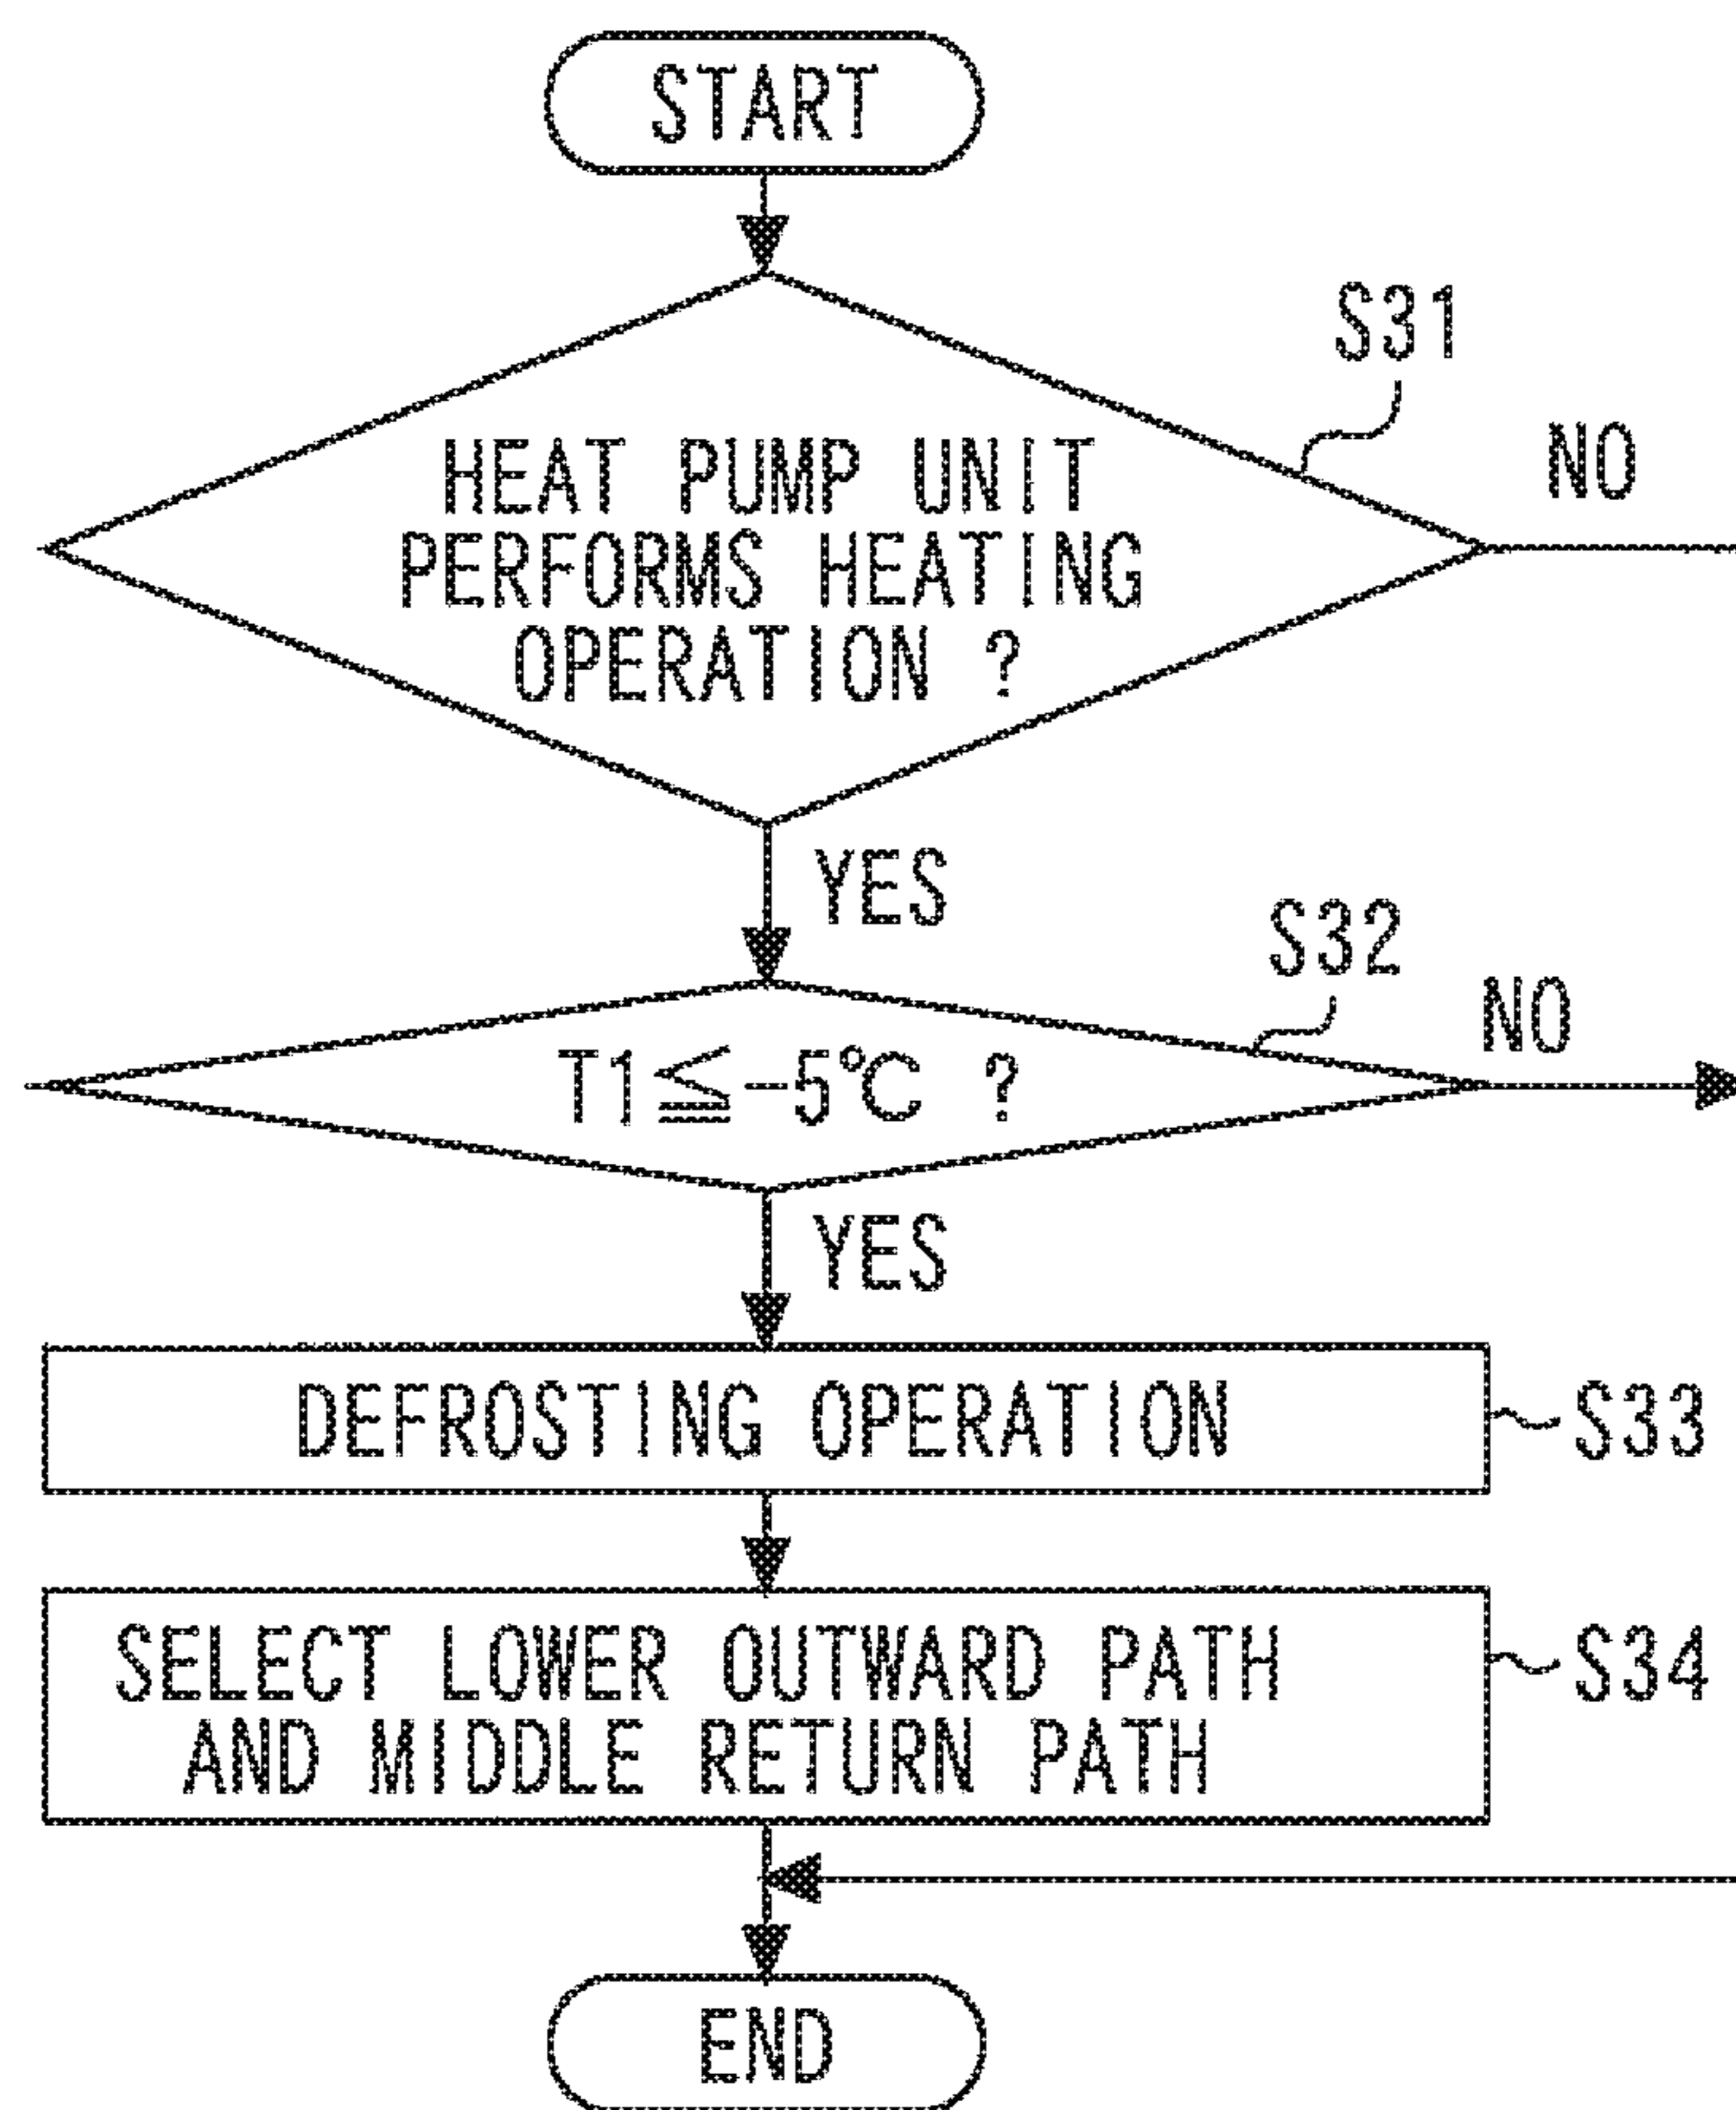 START
S31
HEAT PUMP UNIT
PERFORMS HEATING
OPERATION ?
NO
YES
S32
T1≦-5℃ ?
NO
YES
DEFROSTING OPERATION
S33
SELECT LOWER OUTWARD PATH
AND MIDDLE RETURN PATH
S34
END